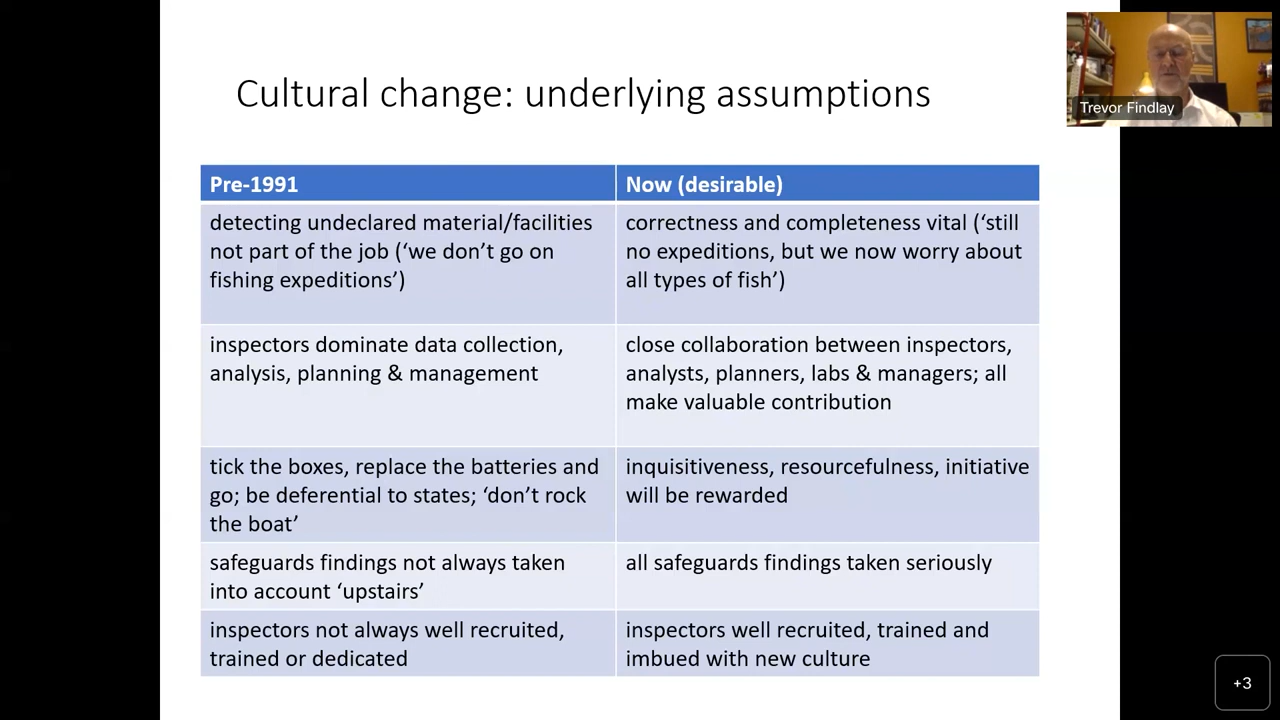 Cultural change: underlying assumptions
Trevor Findlay
Pre-1991
Now (desirable)
detecting undeclared material/facilities
not part of the job (‘we don’t go on
fishing expeditions’)
correctness and completeness vital (‘still
no expeditions, but we now worry about
all types of fish’)
inspectors dominate data collection,
analysis, planning & management
close collaboration between inspectors,
analysts, planners, labs & managers; all
make valuable contribution
tick the boxes, replace the batteries and
go; be deferential to states; ‘don’t rock
the boat’
inquisitiveness, resourcefulness, initiative
will be rewarded
safeguards findings not always taken
into account ‘upstairs’
all safeguards findings taken seriously
inspectors not always well recruited,
trained or dedicated
inspectors well recruited, trained and
imbued with new culture
+3